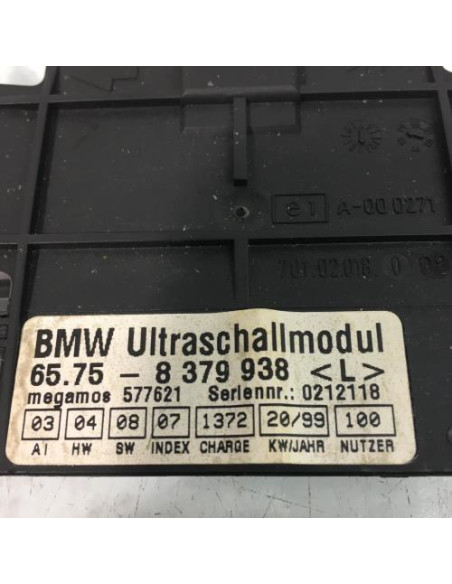 e1 A-00 0271
BMW Ultraschallmodul
65.75 - 8 379 938 <L>
megamos 577621 Seriennr.: 0212118
03 04 08 07 1372 20/99 100
AI HW SW INDEX CHARGE KW/JAHR NUTZER